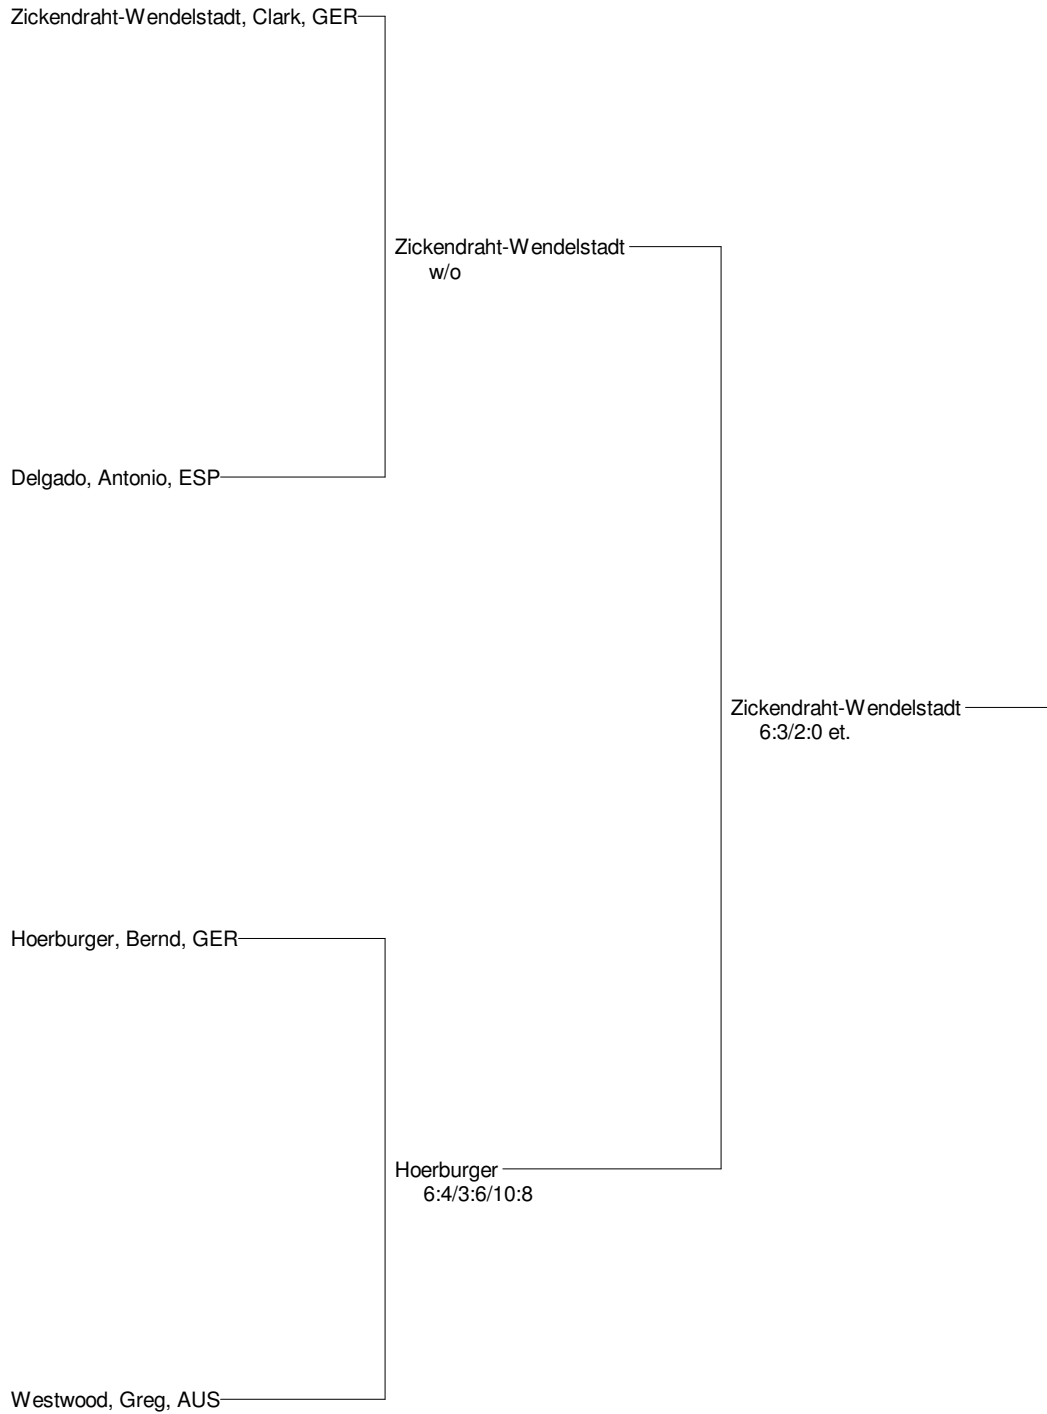 Zickendraht-Wendelstadt, Clark, GER
Zickendraht-Wendelstadt
w/o
Delgado, Antonio, ESP
Zickendraht-Wendelstadt
6:3/2:0 et.
Hoerburger, Bernd, GER
Hoerburger
6:4/3:6/10:8
Westwood, Greg, AUS